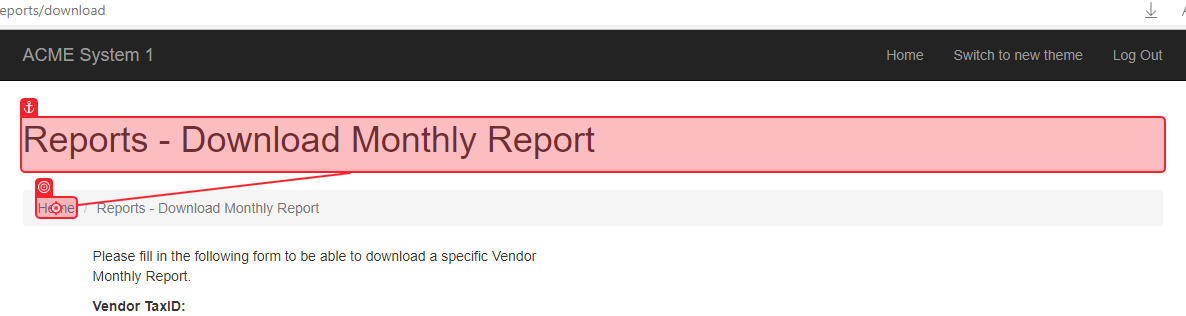 eports/download
ACME System 1 Home Switch to new theme Log Out
Reports - Download Monthly Report
Home / Reports - Download Monthly Report
Please fill in the following form to be able to download a specific Vendor
Monthly Report.
Vendor TaxID: